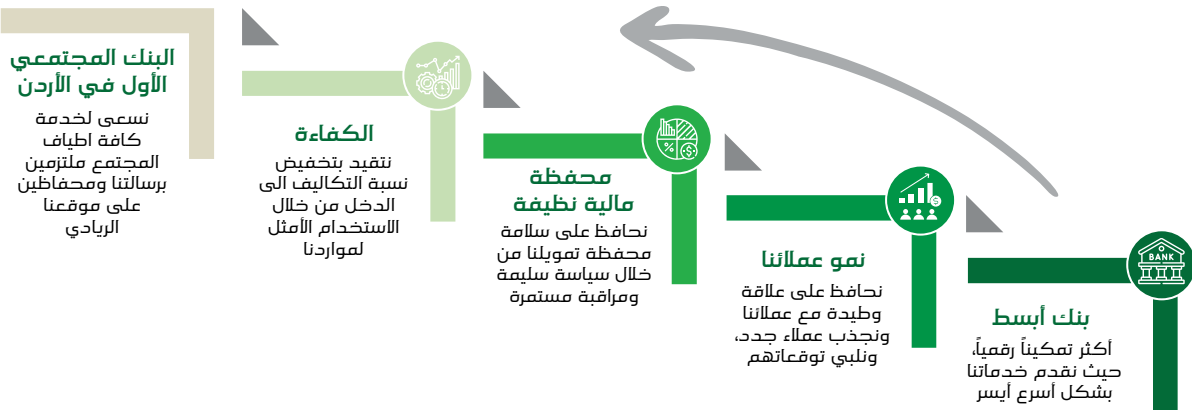 BANK
بنك أبسط
أكثر تمكيناً رقمياً،
حيث نقدم خدماتنا
بشكل أسرع أيسر
نمو عملائنا
نحافظ على علاقة
وطيدة مع عملائنا
ونجذب عملاء جدد،
ونلبي توقعاتهم
محفظة
مالية نظيفة
نحافظ على سلامة
محفظة تمويلنا من
خلال سياسة سليمة
ومراقبة مستمرة
الكفاءة
نتقيد بتخفيض
نسبة التكاليف الى
الدخل من خلال
الاستخدام الأمثل
لمواردنا
البنك المجتمعي
الأول في الأردن
نسعى لخدمة
كافة اطياف
المجتمع ملتزمين
برسالتنا ومحفاظين
على موقعنا
الريادي